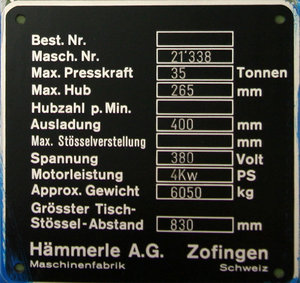 Best. Nr.
Masch. Nr. 21'338
Max. Presskraft 35 Tonnen
Max. Hub 265 mm
Hubzahl p. Min.
Ausladung 400 mm
Max. Stösselverstellung mm
Spannung 380 Volt
Motorleistung 4Kw PS
Approx. Gewicht 6050 kg
Grösster Tisch-
Stössel-Abstand 830 mm
Hämmerle A.G. Zofingen
Maschinenfabrik Schweiz